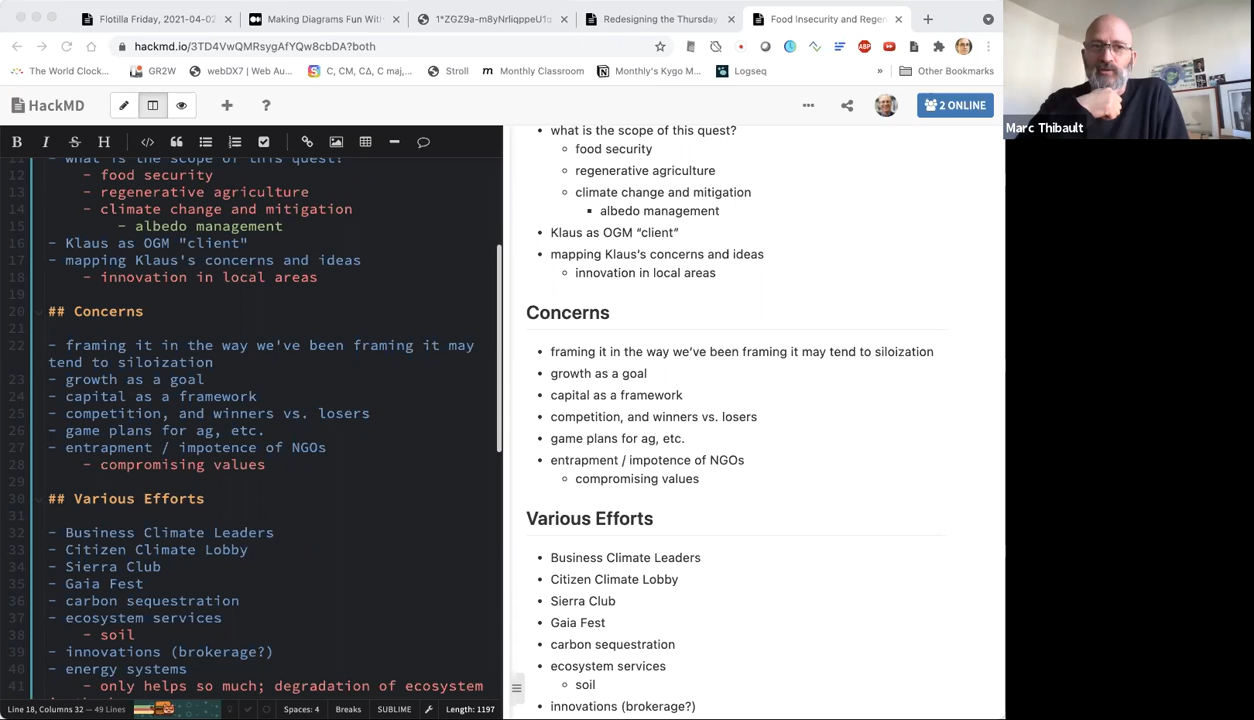 Flotilla Friday, 2021-04-02
Making Diagrams Fun With
1*ZGZ9a-m8yNrliqppeU1q
Redesigning the Thursday
Food Insecurity and Regen
hackmd.io/3TD4VwQMRsygAfYQw8cbDA?both
ABP
The World Clock...
GR2W
webDX7 | Web Au...
C, CM, CΔ, C maj,...
Stroll
Monthly Classroom
Monthly's Kygo M...
Logseq
»
Other Bookmarks
HackMD
2 ONLINE
Marc Thibault
11 - what is the scope of this quest?
12 - food security
13 - regenerative agriculture
14 - climate change and mitigation
15 - albedo management
16 - Klaus as OGM "client"
17 - mapping Klaus's concerns and ideas
18 - innovation in local areas
19
20 ## Concerns
21
22 - framing it in the way we've been framing it may
tend to siloization
23 - growth as a goal
24 - capital as a framework
25 - competition, and winners vs. losers
26 - game plans for ag, etc.
27 - entrapment / impotence of NGOs
28 - compromising values
29
30 ## Various Efforts
31
32 - Business Climate Leaders
33 - Citizen Climate Lobby
34 - Sierra Club
35 - Gaia Fest
36 - carbon sequestration
37 - ecosystem services
38 - soil
39 - innovations (brokerage?)
40 - energy systems
41 - only helps so much; degradation of ecosystem
Line 18, Columns 32 — 49 Lines
Spaces: 4
Breaks
SUBLIME
Length: 1197
what is the scope of this quest?
food security
regenerative agriculture
climate change and mitigation
albedo management
Klaus as OGM “client”
mapping Klaus’s concerns and ideas
innovation in local areas
Concerns
framing it in the way we’ve been framing it may tend to siloization
growth as a goal
capital as a framework
competition, and winners vs. losers
game plans for ag, etc.
entrapment / impotence of NGOs
compromising values
Various Efforts
Business Climate Leaders
Citizen Climate Lobby
Sierra Club
Gaia Fest
carbon sequestration
ecosystem services
soil
innovations (brokerage?)